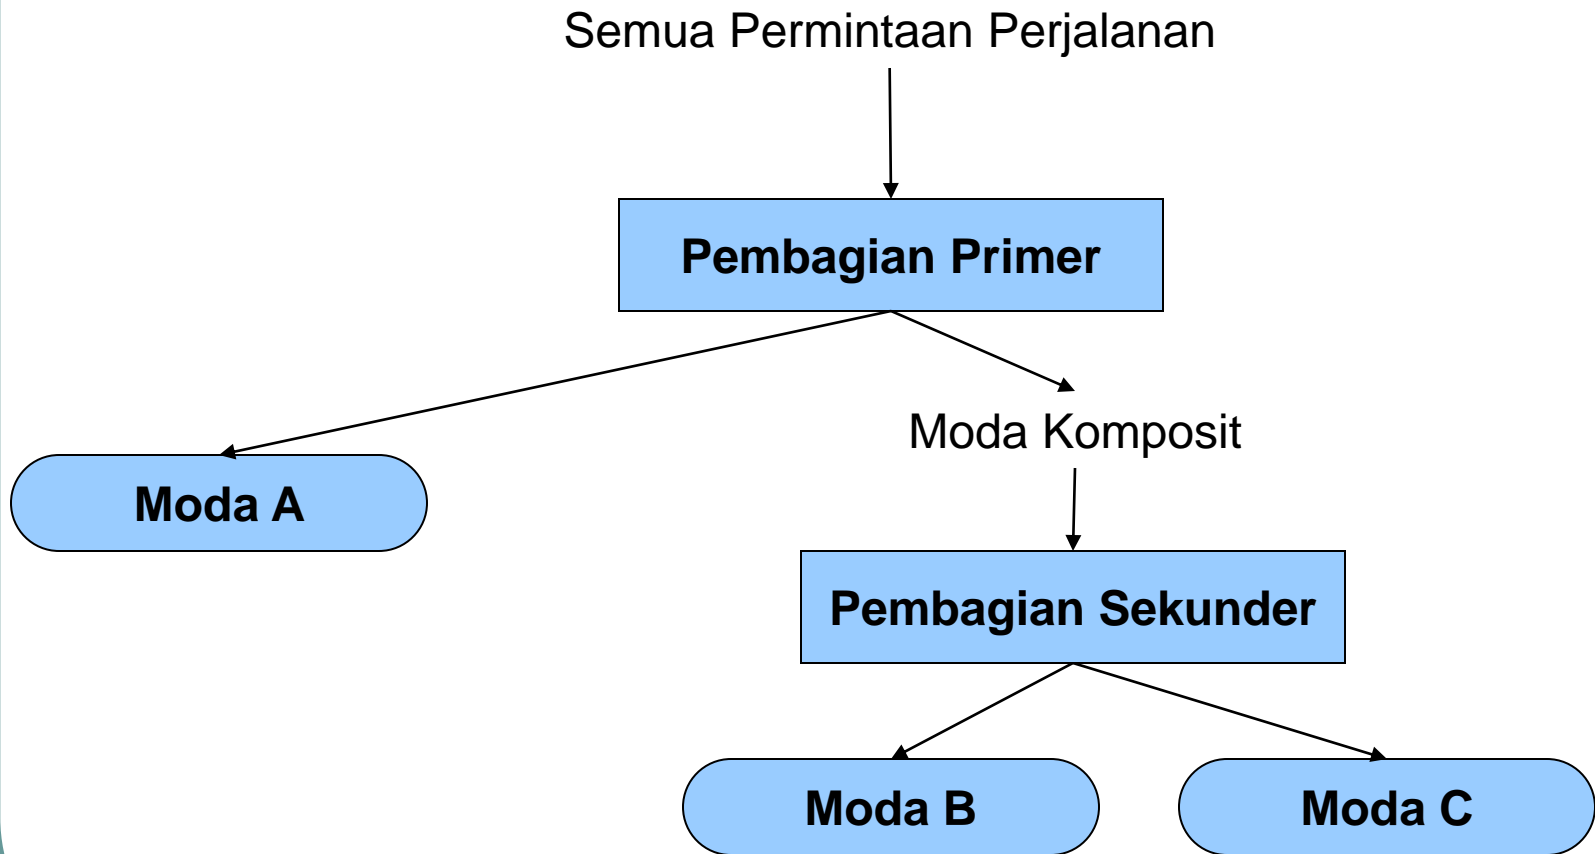 Semua Permintaan Perjalanan
Pembagian Primer
Moda Komposit
Moda A
Pembagian Sekunder
Moda B
Moda C